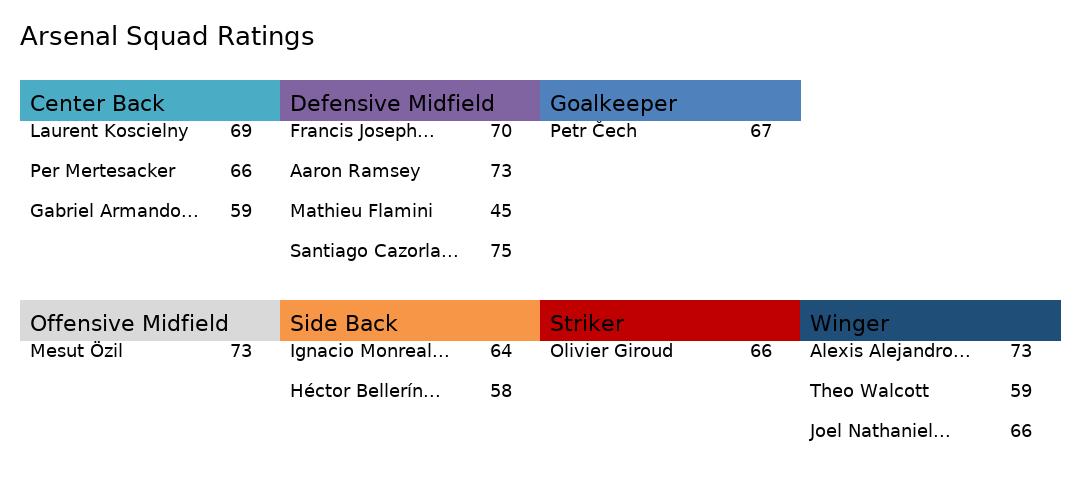 Arsenal Squad Ratings
Center Back Defensive Midfield Goalkeeper
Laurent Koscielny 69 Francis Joseph… 70 Petr Čech 67
Per Mertesacker 66 Aaron Ramsey 73
Gabriel Armando… 59 Mathieu Flamini 45
Santiago Cazorla… 75
Offensive Midfield Side Back Striker Winger
Mesut Özil 73 Ignacio Monreal… 64 Olivier Giroud 66 Alexis Alejandro… 73
Héctor Bellerín… 58 Theo Walcott 59
Joel Nathaniel… 66